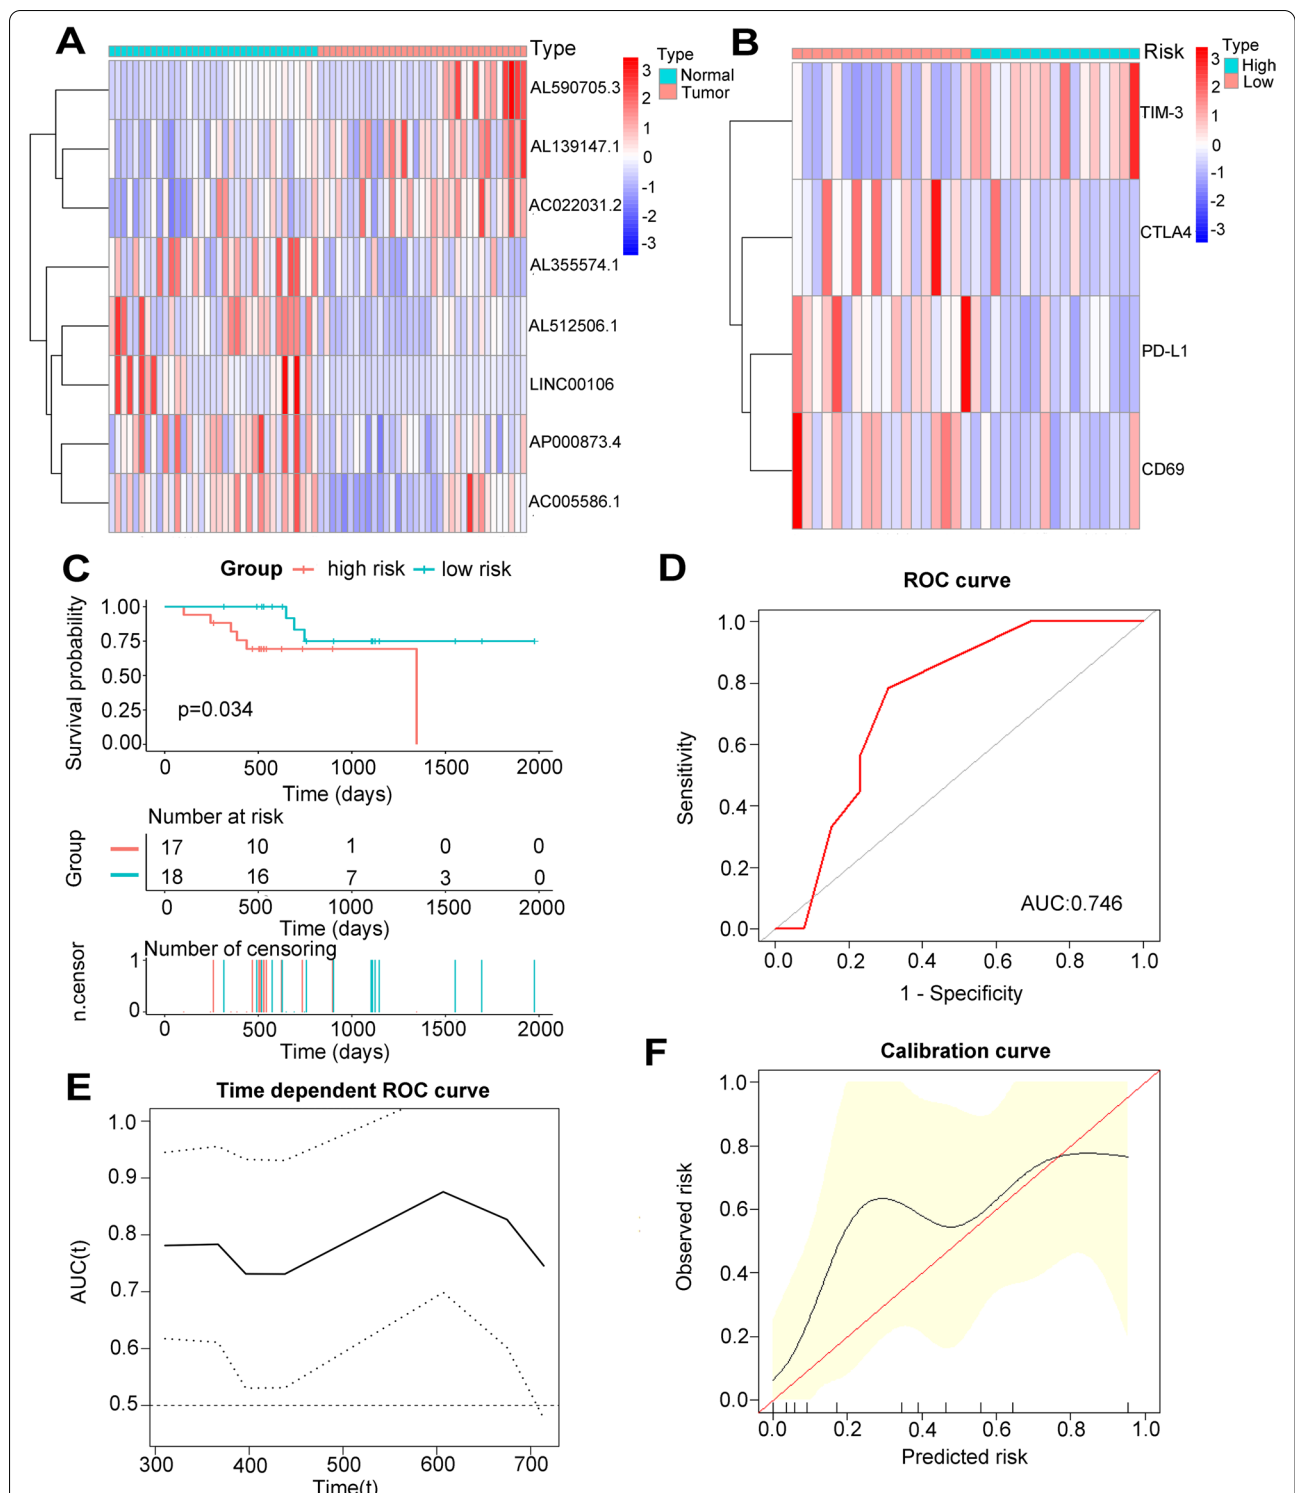 A
Type
AL590705.3
AL139147.1
AC022031.2
AL355574.1
AL512506.1
LINC00106
AP000873.4
AC005586.1
3
2
1
0
-1
-2
-3
Type
Normal
Tumor
B
Risk
TIM-3
CTLA4
PD-L1
CD69
3
2
1
0
-1
-2
-3
Type
High
Low
C
Group high risk low risk
Survival probability
1.00
0.75
0.50
0.25
0.00
p=0.034
0 500 1000 1500 2000
Time (days)
Number at risk
Group
17 10 1 0 0
18 16 7 3 0
0 500 1000 1500 2000
Time (days)
Number of censoring
n.censor
1
0
0 500 1000 1500 2000
Time (days)
D
ROC curve
Sensitivity
1.0
0.8
0.6
0.4
0.2
0.0
AUC:0.746
0.0 0.2 0.4 0.6 0.8 1.0
1 - Specificity
E
Time dependent ROC curve
AUC(t)
1.0
0.9
0.8
0.7
0.6
0.5
300 400 500 600 700
Time(t)
F
Calibration curve
Observed risk
1.0
0.8
0.6
0.4
0.2
0.0
0.0 0.2 0.4 0.6 0.8 1.0
Predicted risk